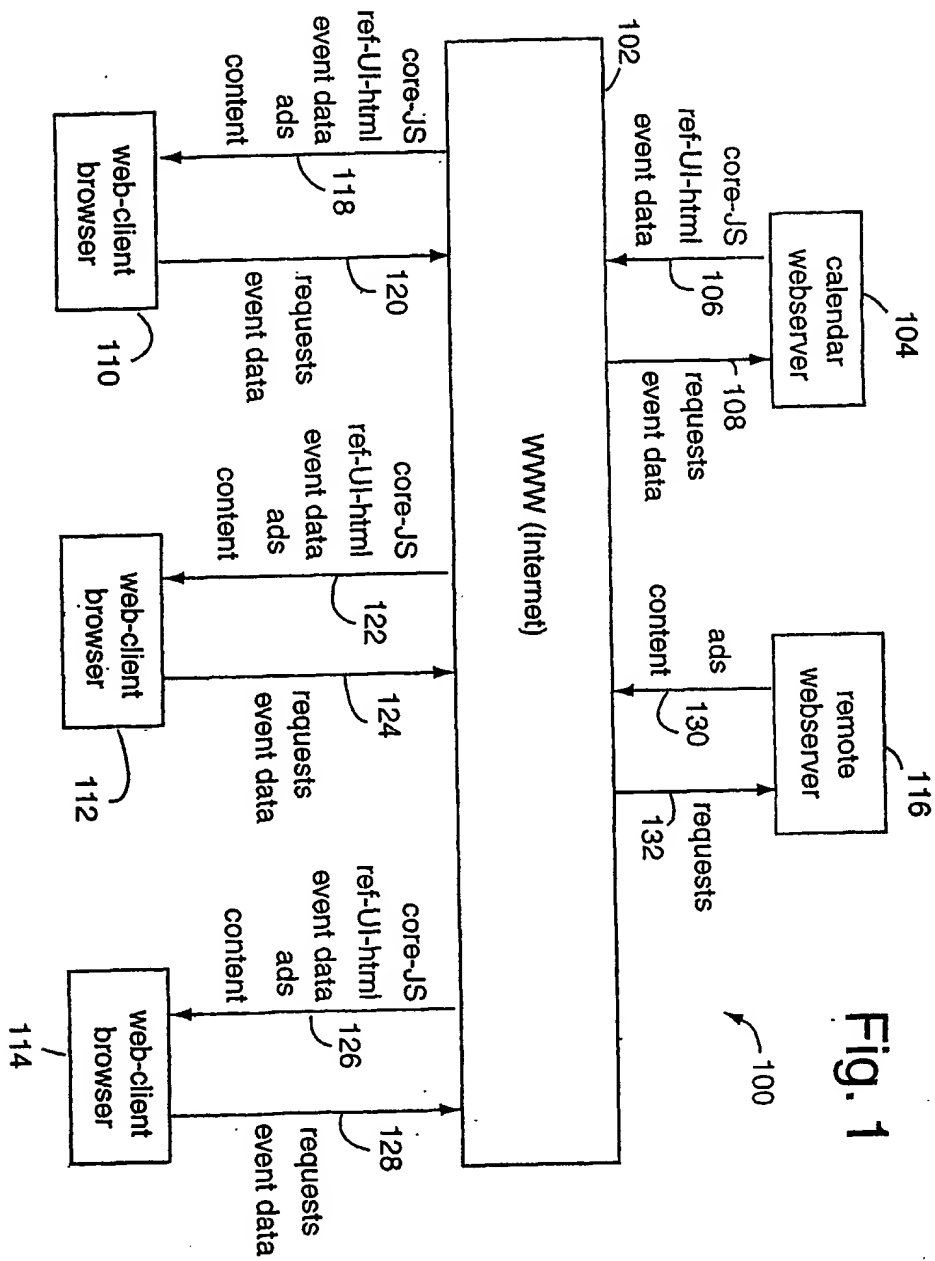 Fig. 1
100
104
calendar
webserver
116
remote
webserver
core-JS
ref-UI-html
event data
106
108
requests
event data
ads
content
130
132
requests
102
WWW (Internet)
core-JS
ref-UI-html
event data
ads
content
118
120
requests
event data
core-JS
ref-UI-html
event data
ads
content
122
124
requests
event data
core-JS
ref-UI-html
event data
ads
content
126
128
requests
event data
web-client
browser
110
web-client
browser
112
web-client
browser
114